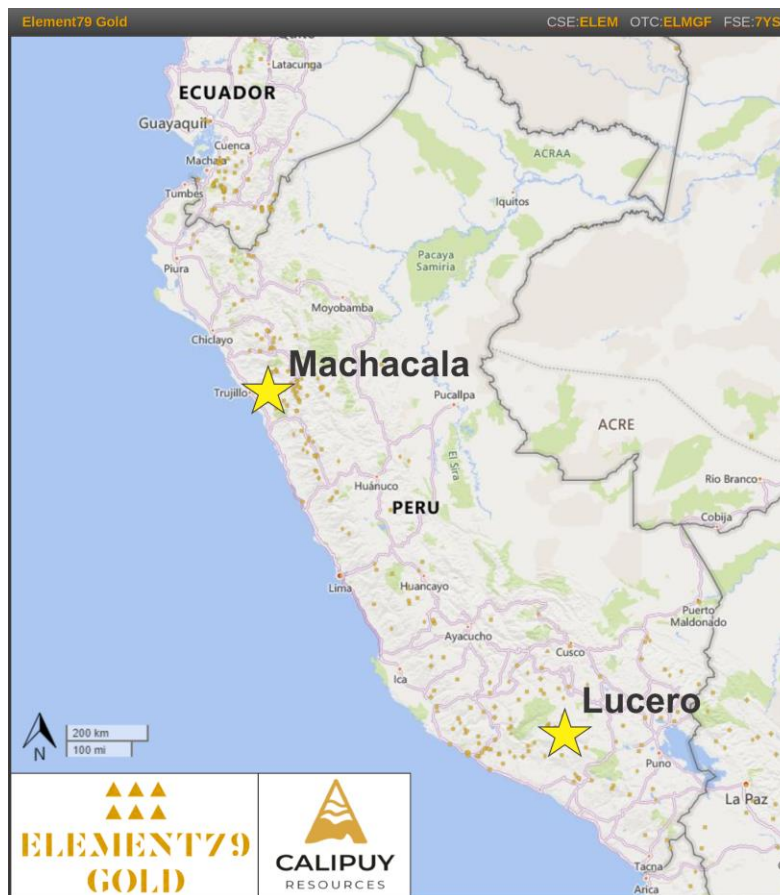 Element79 Gold
CSE:ELEM OTC:ELMGF FSE:7YS
Latacunga
ECUADOR
Guayaquil
Cuenca
Machala
Tumbes
ACRAA
Iquitos
Piura
Pacaya
Samiria
Moyobamba
Chiclayo
Machacala
Trujillo
Pucallpa
ACRE
El Sira
Rio Branco
Huánuco
PERU
Cobija
Lima
Huancayo
Puerto
Maldonado
Ayacucho
Cusco
Ica
Lucero
200 km
100 mi
N
Puno
La Paz
Tacna
Arica
ELEMENT79
GOLD
CALIPUY
RESOURCES